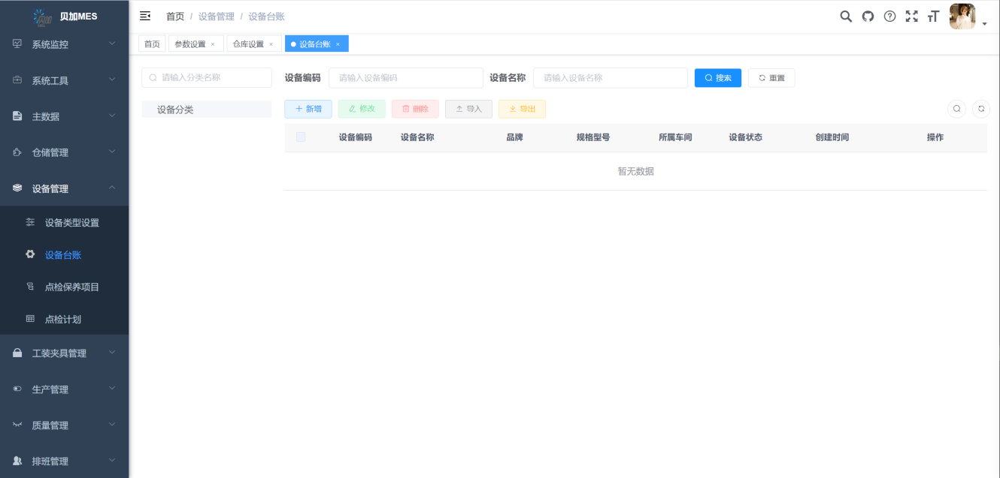 贝加MES
系统监控
系统工具
主数据
仓储管理
设备管理
设备类型设置
设备台账
点检保养项目
点检计划
工装夹具管理
生产管理
质量管理
排班管理
首页 / 设备管理 / 设备台账
首页 参数设置 × 仓库设置 × 设备台账 ×
请输入分类名称
设备分类
设备编码 请输入设备编码 设备名称 请输入设备名称 搜索 重置
新增 修改 删除 导入 导出
设备编码 设备名称 品牌 规格型号 所属车间 设备状态 创建时间 操作
暂无数据